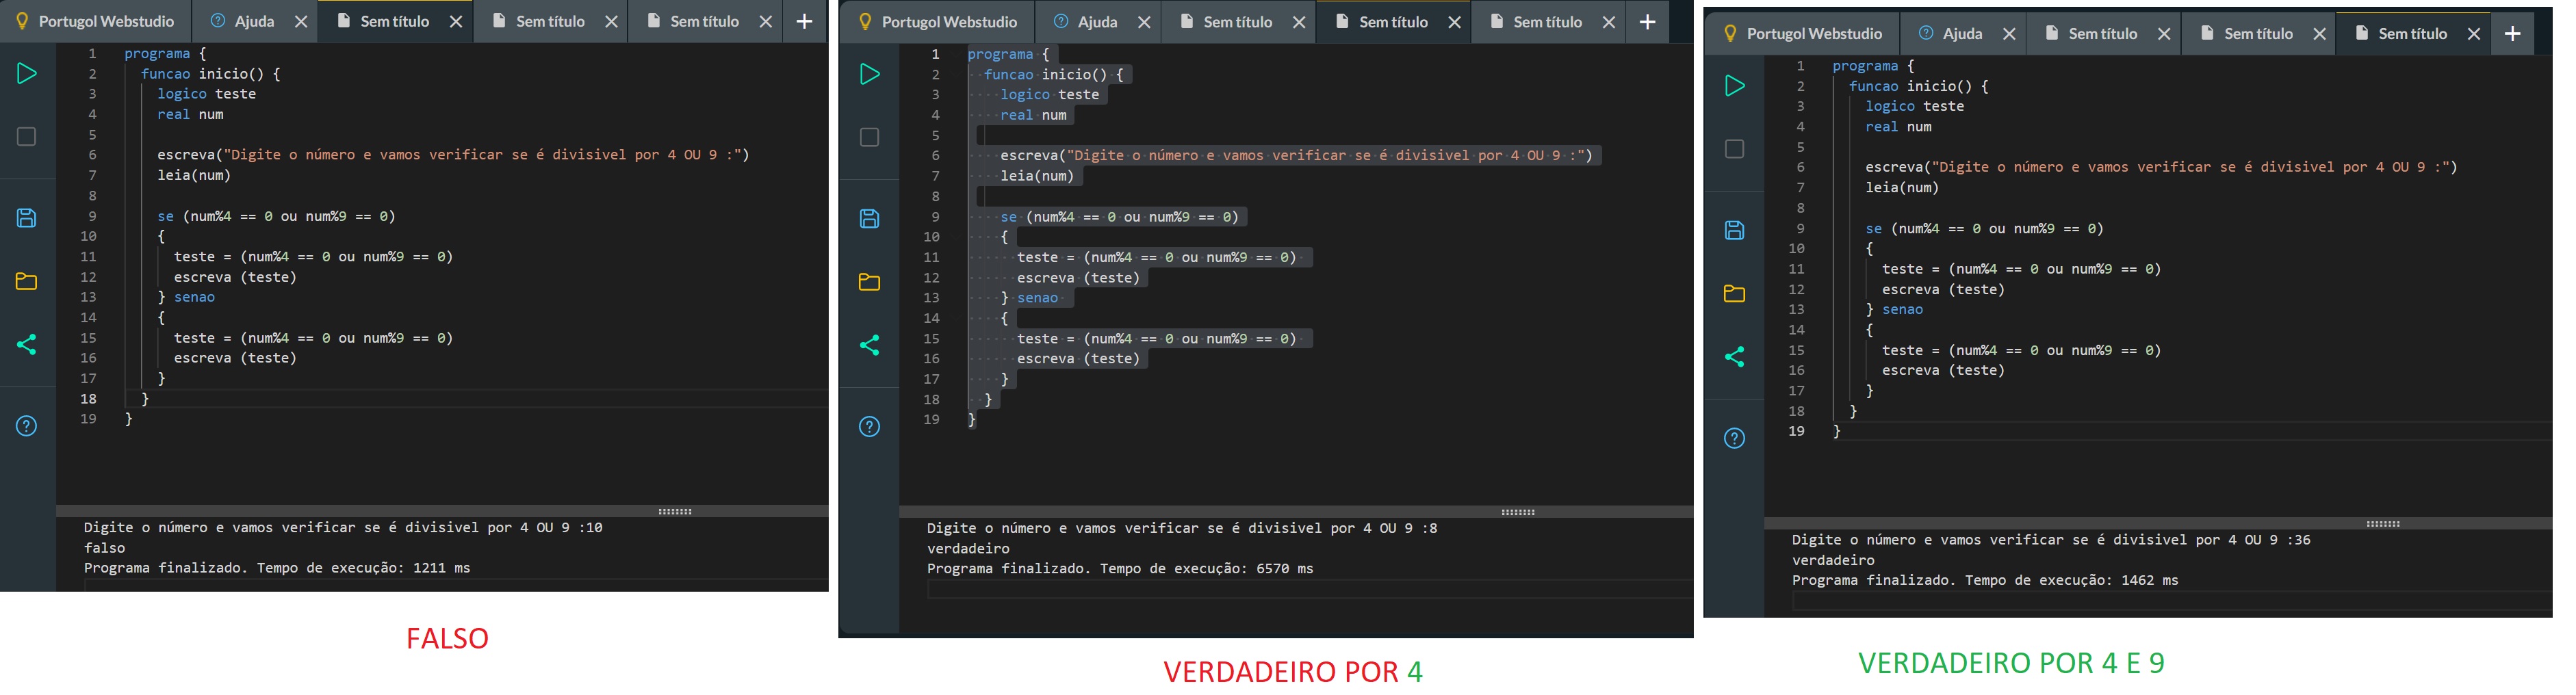 Portugol Webstudio
Ajuda
Sem título
Sem título
Sem título
1 programa {
2 funcao inicio() {
3 logico teste
4 real num
5
6 escreva("Digite o número e vamos verificar se é divisivel por 4 OU 9 :")
7 leia(num)
8
9 se (num%4 == 0 ou num%9 == 0)
10 {
11 teste = (num%4 == 0 ou num%9 == 0)
12 escreva (teste)
13 } senao
14 {
15 teste = (num%4 == 0 ou num%9 == 0)
16 escreva (teste)
17 }
18 }
19 }
Digite o número e vamos verificar se é divisivel por 4 OU 9 :10
falso
Programa finalizado. Tempo de execução: 1211 ms
FALSO
Portugol Webstudio
Ajuda
Sem título
Sem título
Sem título
1 programa {
2 funcao inicio() {
3 logico teste
4 real num
5
6 escreva("Digite o número e vamos verificar se é divisivel por 4 OU 9 :")
7 leia(num)
8
9 se (num%4 == 0 ou num%9 == 0)
10 {
11 teste = (num%4 == 0 ou num%9 == 0)
12 escreva (teste)
13 } senao
14 {
15 teste = (num%4 == 0 ou num%9 == 0)
16 escreva (teste)
17 }
18 }
19 }
Digite o número e vamos verificar se é divisivel por 4 OU 9 :8
verdadeiro
Programa finalizado. Tempo de execução: 6570 ms
VERDADEIRO POR 4
Portugol Webstudio
Ajuda
Sem título
Sem título
Sem título
1 programa {
2 funcao inicio() {
3 logico teste
4 real num
5
6 escreva("Digite o número e vamos verificar se é divisivel por 4 OU 9 :")
7 leia(num)
8
9 se (num%4 == 0 ou num%9 == 0)
10 {
11 teste = (num%4 == 0 ou num%9 == 0)
12 escreva (teste)
13 } senao
14 {
15 teste = (num%4 == 0 ou num%9 == 0)
16 escreva (teste)
17 }
18 }
19 }
Digite o número e vamos verificar se é divisivel por 4 OU 9 :36
verdadeiro
Programa finalizado. Tempo de execução: 1462 ms
VERDADEIRO POR 4 E 9